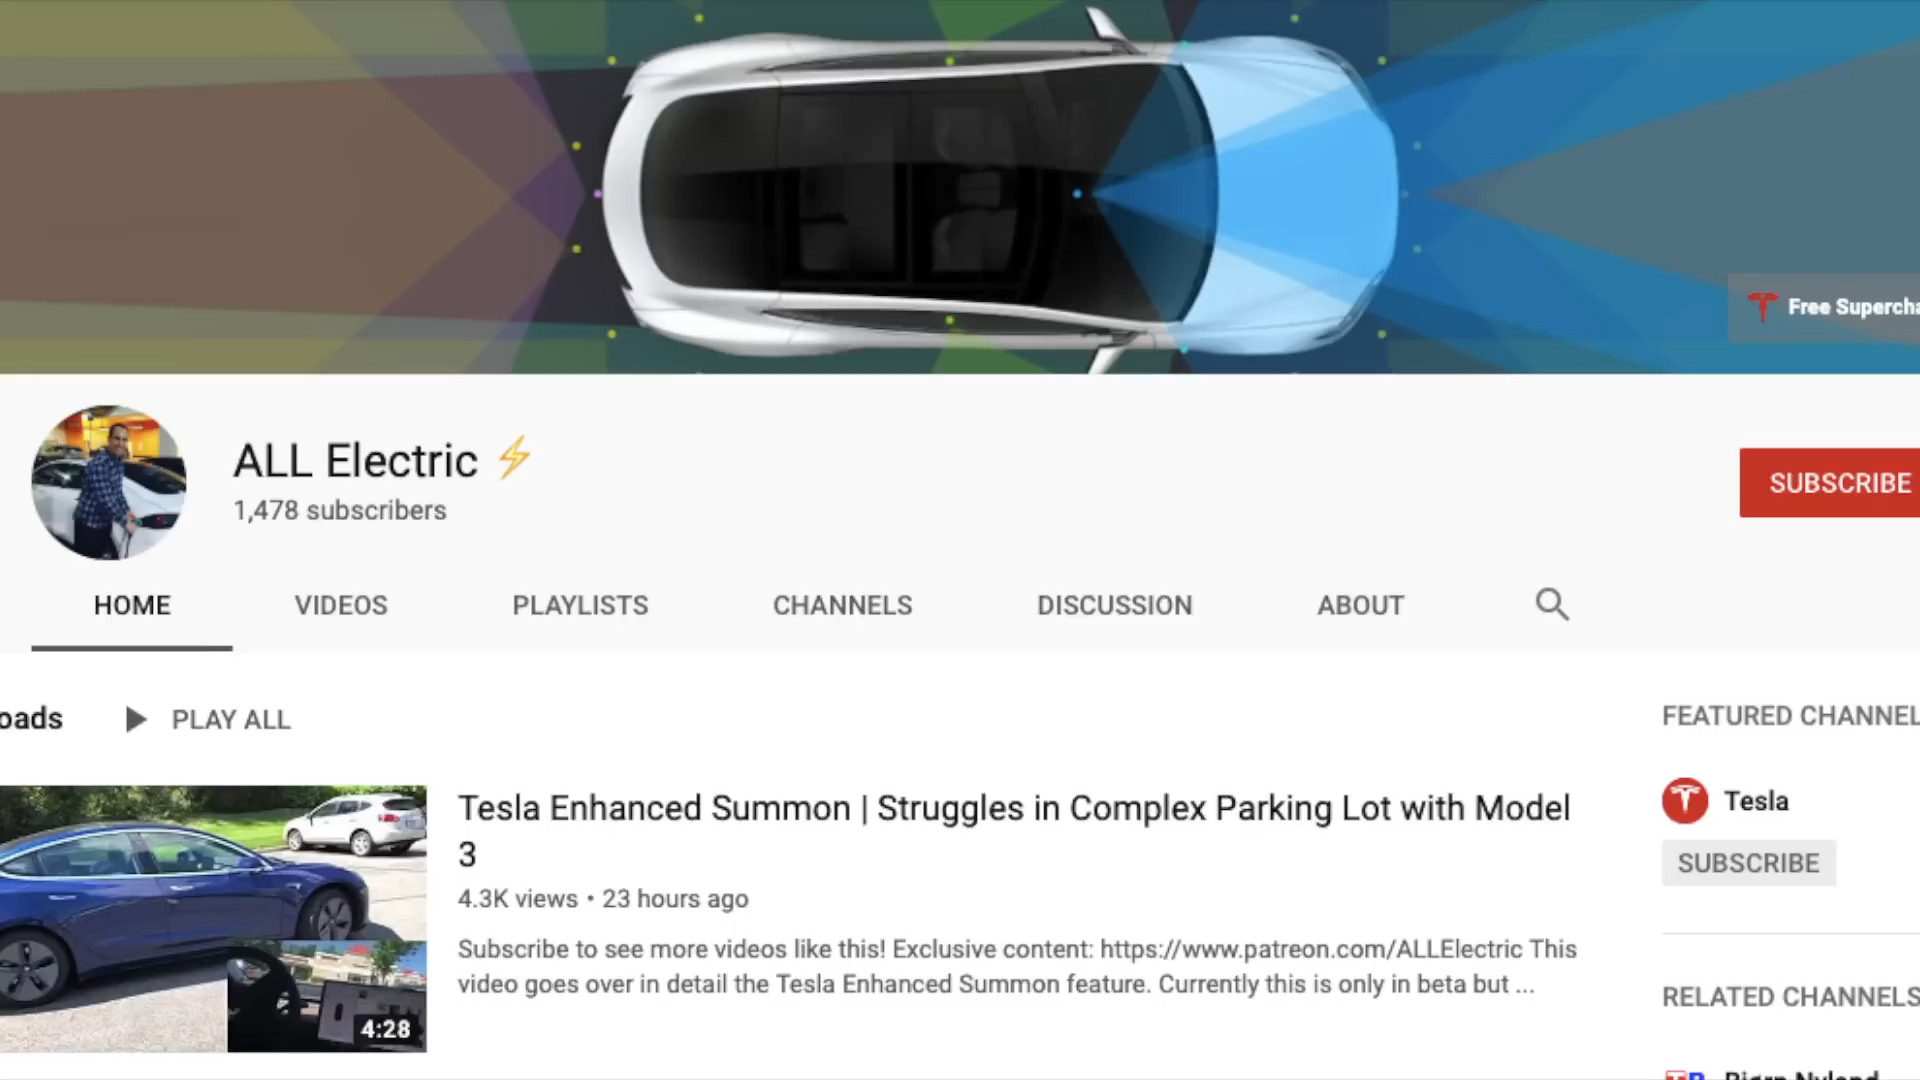 Free Supercha
ALL Electric ⚡
1,478 subscribers
SUBSCRIBE
HOME VIDEOS PLAYLISTS CHANNELS DISCUSSION ABOUT
oads PLAY ALL
FEATURED CHANNEL
Tesla Enhanced Summon | Struggles in Complex Parking Lot with Model
3
4.3K views • 23 hours ago
Subscribe to see more videos like this! Exclusive content: https://www.patreon.com/ALLElectric This
video goes over in detail the Tesla Enhanced Summon feature. Currently this is only in beta but ...
4:28
Tesla
SUBSCRIBE
RELATED CHANNELS
Bjørn Nyland